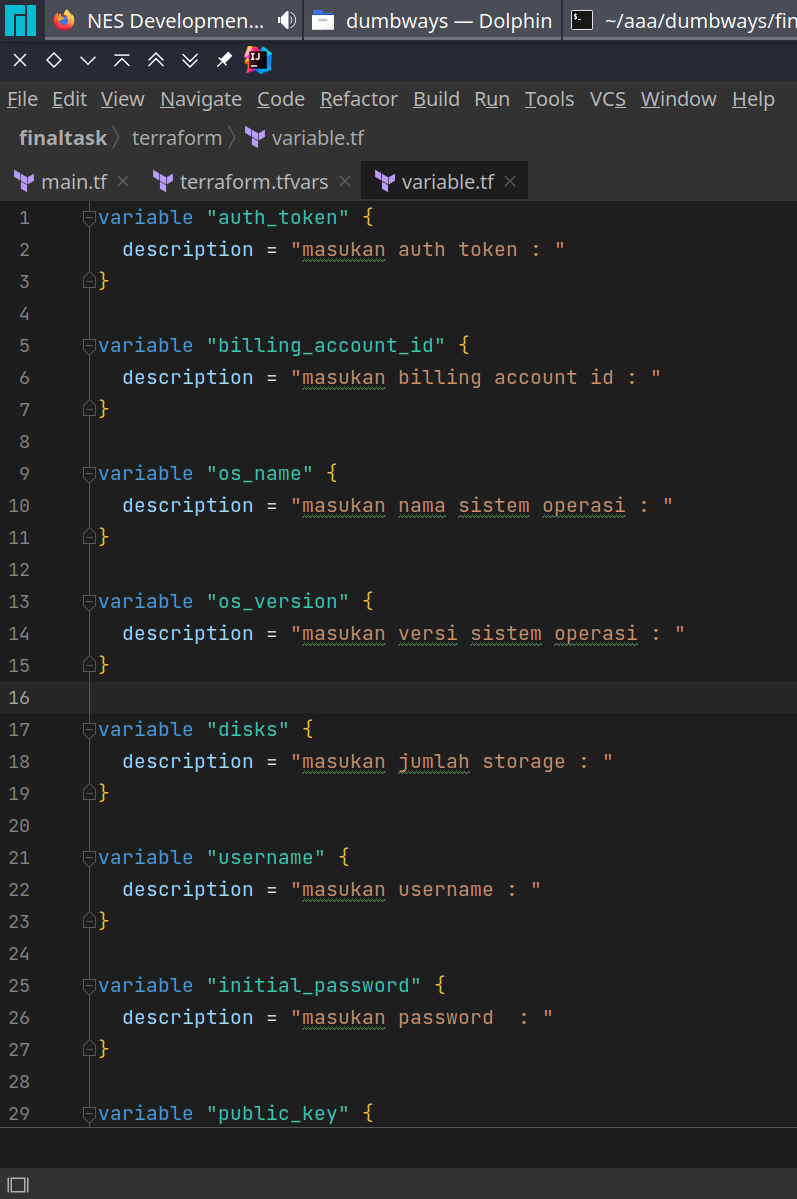 NES Developmen...
dumbways — Dolphin
~/aaa/dumbways/fin
File Edit View Navigate Code Refactor Build Run Tools VCS Window Help
finaltask terraform variable.tf
main.tf terraform.tfvars variable.tf
1 variable "auth_token" {
2 description = "masukan auth token : "
3 }
4
5 variable "billing_account_id" {
6 description = "masukan billing account id : "
7 }
8
9 variable "os_name" {
10 description = "masukan nama sistem operasi : "
11 }
12
13 variable "os_version" {
14 description = "masukan versi sistem operasi : "
15 }
16
17 variable "disks" {
18 description = "masukan jumlah storage : "
19 }
20
21 variable "username" {
22 description = "masukan username : "
23 }
24
25 variable "initial_password" {
26 description = "masukan password  : "
27 }
28
29 variable "public_key" {